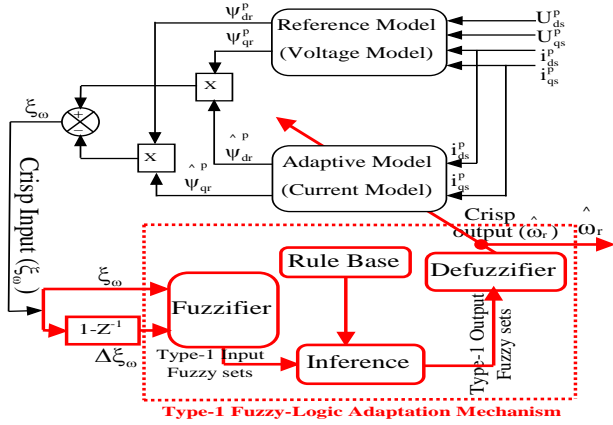 ψ^p_dr
ψ^p_qr
Reference Model
(Voltage Model)
U^p_ds
U^p_qs
i^p_ds
i^p_qs
x
ξ_ω
+
−
x
ψ̂^p_dr
ψ̂^p_qr
Adaptive Model
(Current Model)
i^p_ds
i^p_qs
Crisp Input (ξ_ω)
Crisp
output (ω̂_r)
ω̂_r
ξ_ω
Fuzzifier
Rule Base
Defuzzifier
1-Z^-1
Δξ_ω
Type-1 Input
Fuzzy sets
Inference
Type-1 Output
Fuzzy sets
Type-1 Fuzzy-Logic Adaptation Mechanism